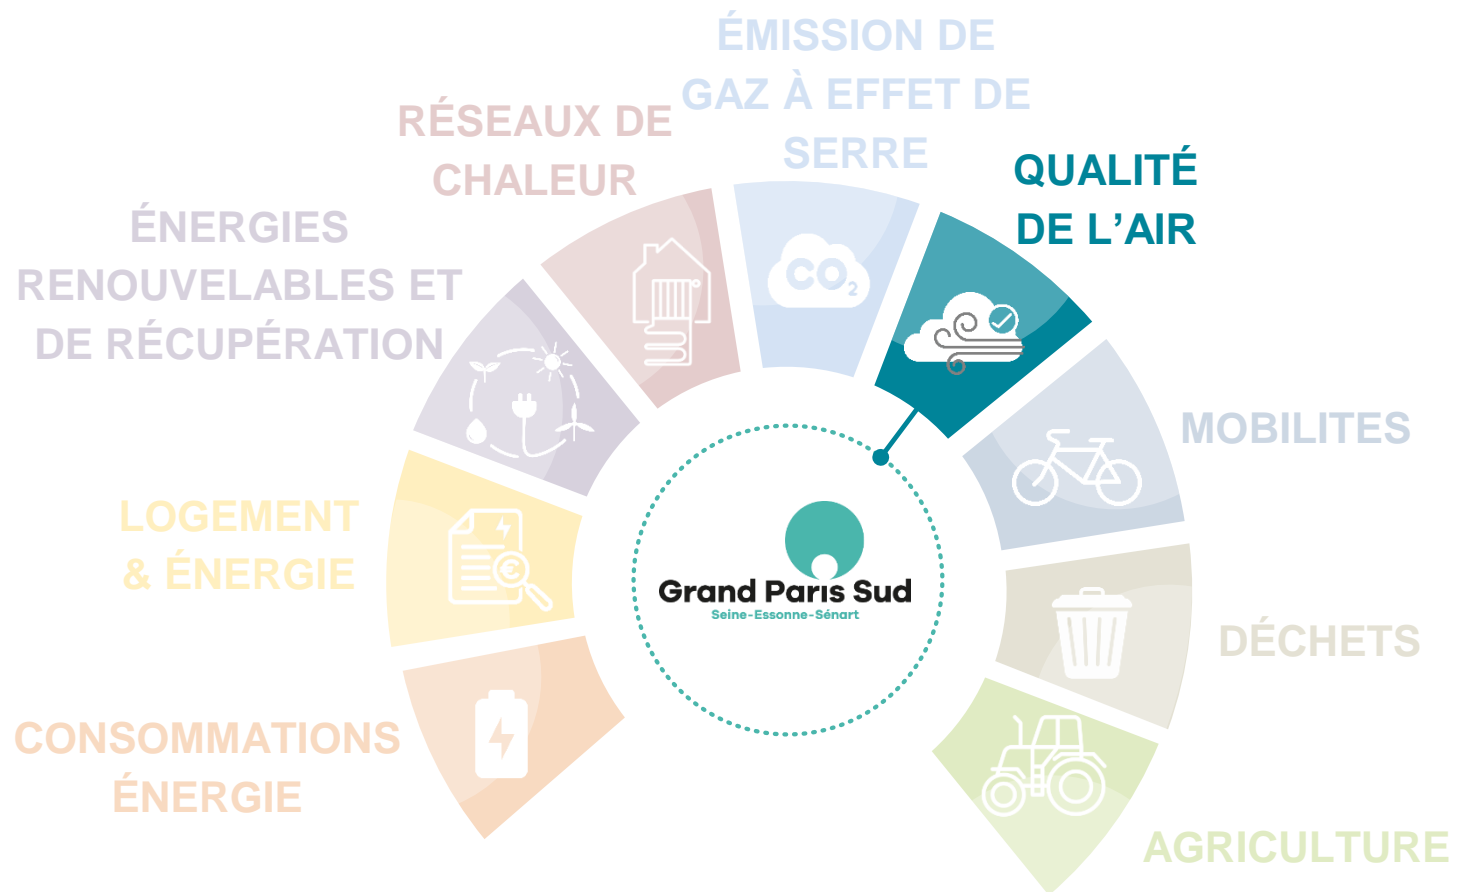 ÉMISSION DE
GAZ À EFFET DE
SERRE
RÉSEAUX DE
CHALEUR
QUALITÉ
DE L’AIR
ÉNERGIES
RENOUVELABLES ET
DE RÉCUPÉRATION
CO2
MOBILITES
LOGEMENT
& ÉNERGIE
€
Grand Paris Sud
Seine-Essonne-Sénart
DÉCHETS
CONSOMMATIONS
ÉNERGIE
AGRICULTURE